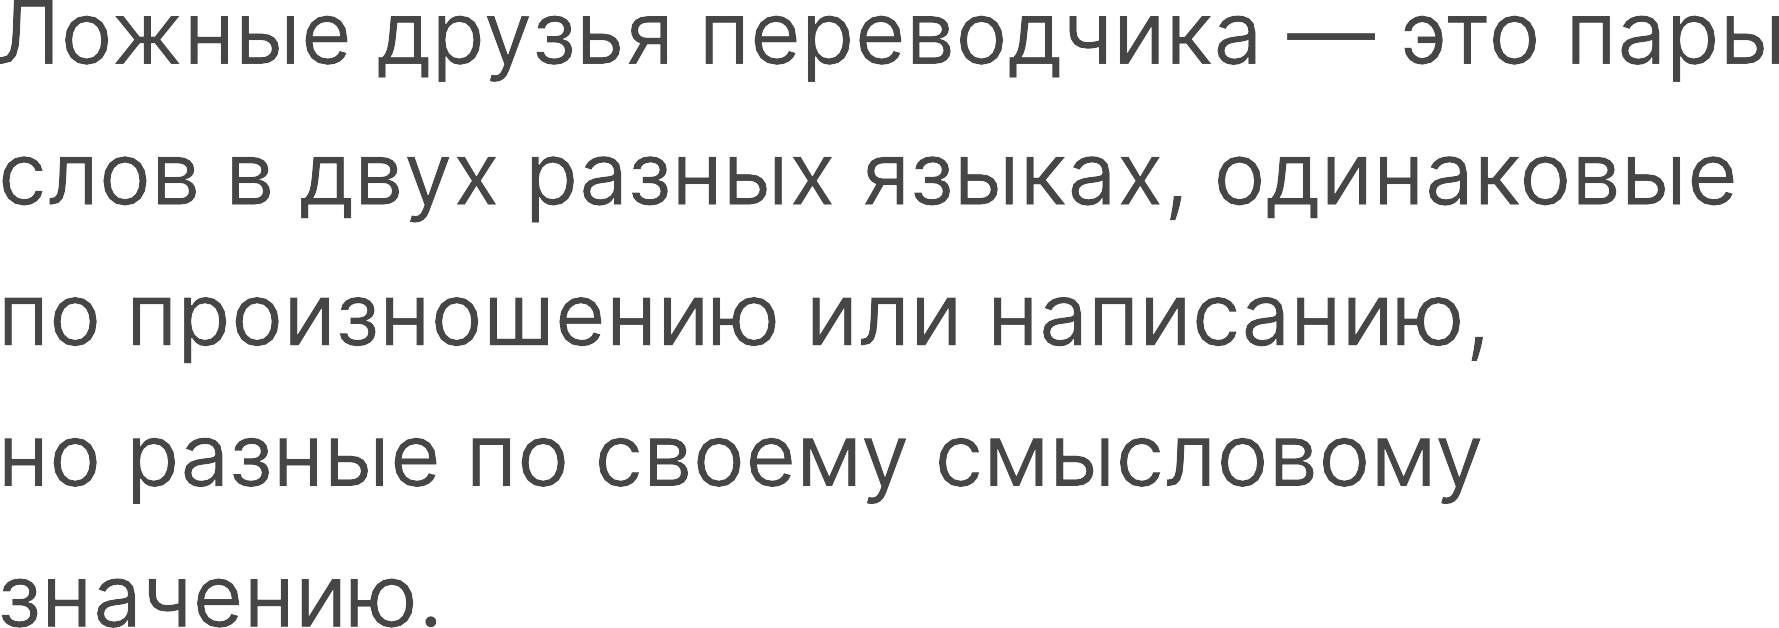 Ложные друзья переводчика — это пары
слов в двух разных языках, одинаковые
по произношению или написанию,
но разные по своему смысловому
значению.